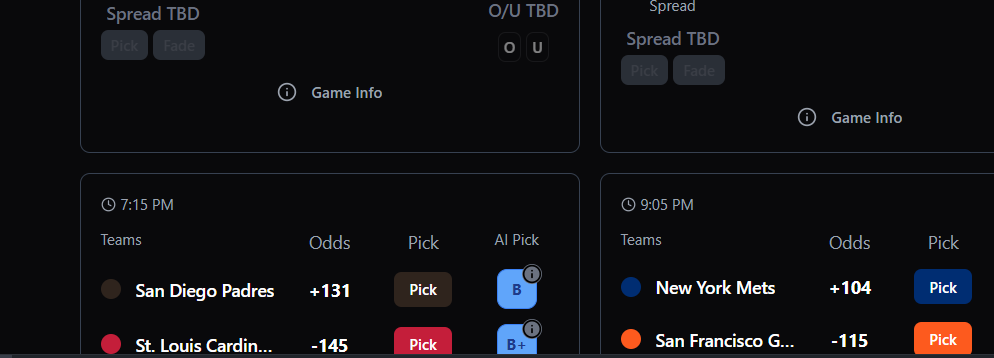 Spread TBD
O/U TBD
Pick Fade
O U
Game Info
Spread
Spread TBD
Pick Fade
Game Info
7:15 PM
Teams Odds Pick AI Pick
San Diego Padres +131 Pick B
St. Louis Cardin... -145 Pick B+
9:05 PM
Teams Odds Pick
New York Mets +104 Pick
San Francisco G... -115 Pick